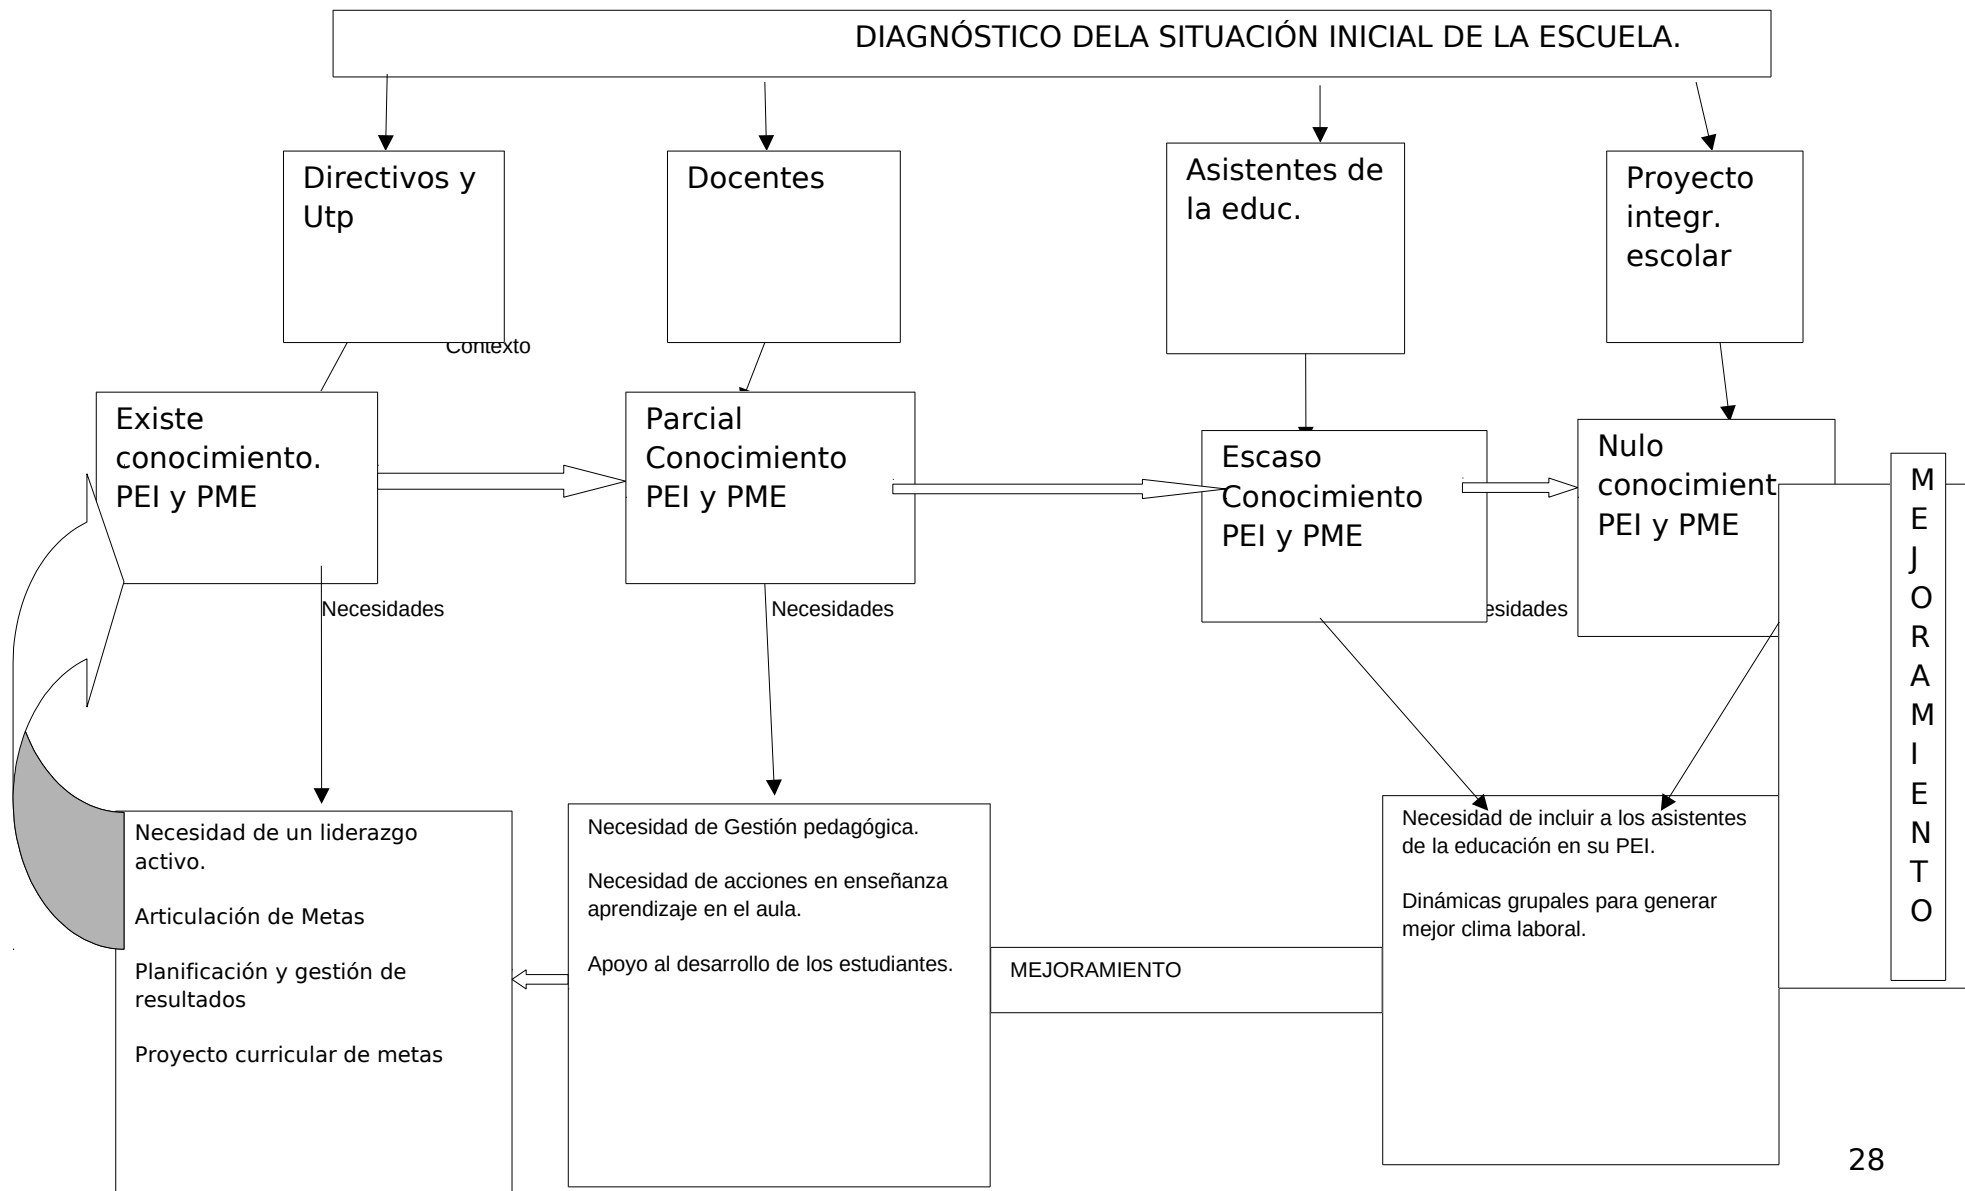 DIAGNÓSTICO DELA SITUACIÓN INICIAL DE LA ESCUELA.
Directivos y
Utp
Docentes
Asistentes de
la educ.
Proyecto
integr.
escolar
Contexto
Existe
conocimiento.
PEI y PME
Parcial
Conocimiento
PEI y PME
Escaso
Conocimiento
PEI y PME
Nulo
conocimient
PEI y PME
M
E
J
O
R
A
M
I
E
N
T
O
Necesidades
Necesidades
esidades
Necesidad de un liderazgo
activo.
Articulación de Metas
Planificación y gestión de
resultados
Proyecto curricular de metas
Necesidad de Gestión pedagógica.
Necesidad de acciones en enseñanza
aprendizaje en el aula.
Apoyo al desarrollo de los estudiantes.
MEJORAMIENTO
Necesidad de incluir a los asistentes
de la educación en su PEI.
Dinámicas grupales para generar
mejor clima laboral.
28